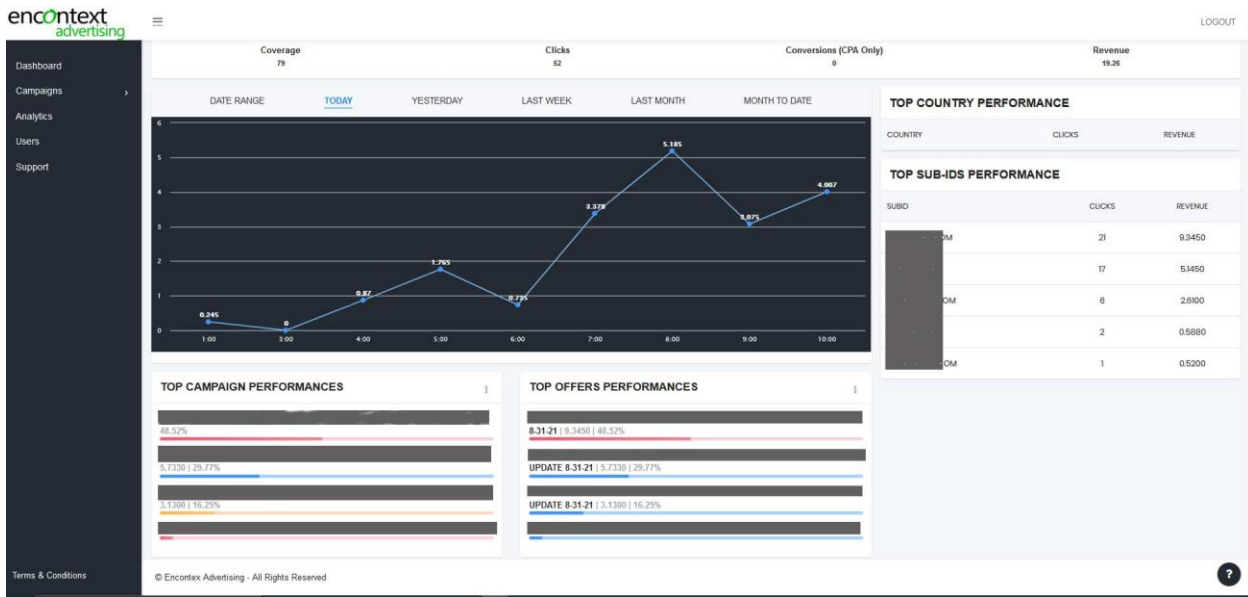 encontext
advertising
LOGOUT
Dashboard
Campaigns
Analytics
Users
Support
Terms & Conditions
Coverage
79
Clicks
52
Conversions (CPA Only)
0
Revenue
19.26
DATE RANGE TODAY YESTERDAY LAST WEEK LAST MONTH MONTH TO DATE
6
5
4
3
2
1
0
0.245
0
0.87
1.765
0.735
3.378
5.185
3.075
4.007
1:00 3:00 4:00 5:00 6:00 7:00 8:00 9:00 10:00
TOP COUNTRY PERFORMANCE
COUNTRY CLICKS REVENUE
TOP SUB-IDS PERFORMANCE
SUBID CLICKS REVENUE
OM 21 9.3450
17 5.1450
OM 6 2.6100
2 0.5880
OM 1 0.5200
TOP CAMPAIGN PERFORMANCES
48.52%
5.7330 | 29.77%
3.1300 | 16.25%
TOP OFFERS PERFORMANCES
8-31-21 | 9.3450 | 48.52%
UPDATE 8-31-21 | 5.7330 | 29.77%
UPDATE 8-31-21 | 3.1300 | 16.25%
© Encontex Advertising - All Rights Reserved
?